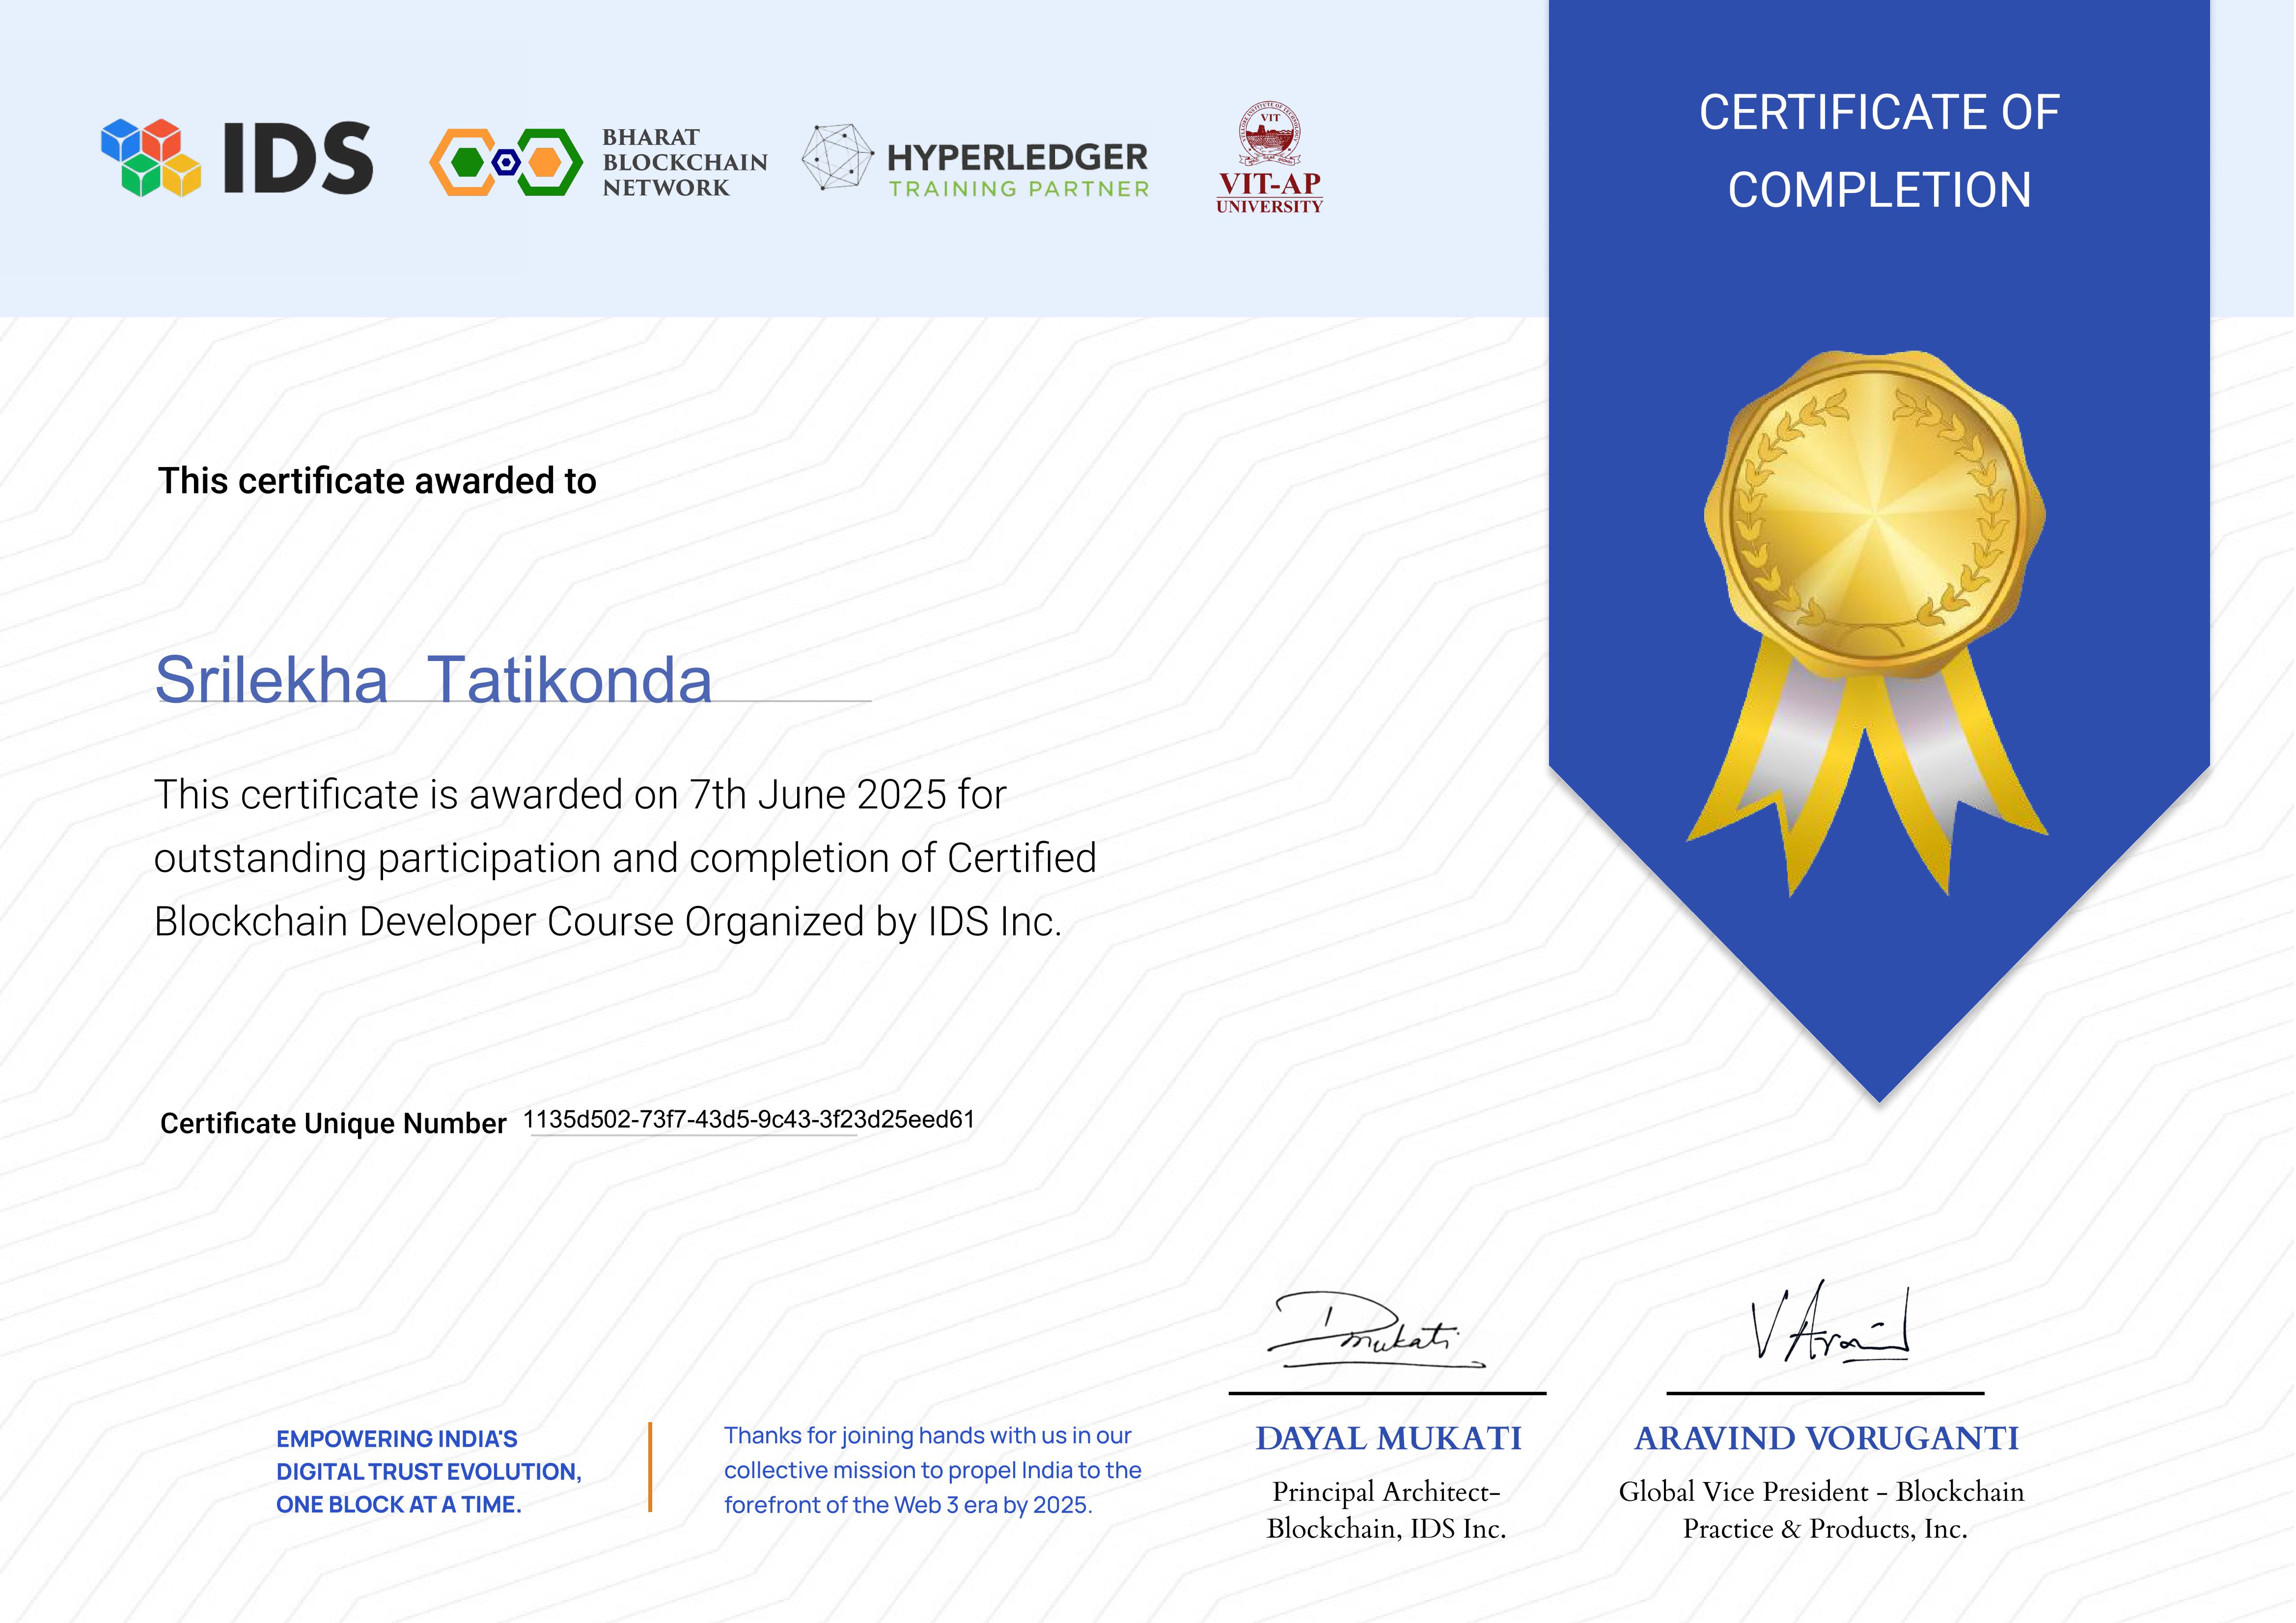 IDS
BHARAT
BLOCKCHAIN
NETWORK
HYPERLEDGER
TRAINING PARTNER
VIT
VIT-AP
UNIVERSITY
CERTIFICATE OF
COMPLETION
This certificate awarded to
Srilekha Tatikonda
This certificate is awarded on 7th June 2025 for
outstanding participation and completion of Certified
Blockchain Developer Course Organized by IDS Inc.
Certificate Unique Number 1135d502-73f7-43d5-9c43-3f23d25eed61
EMPOWERING INDIA'S
DIGITAL TRUST EVOLUTION,
ONE BLOCK AT A TIME.
Thanks for joining hands with us in our
collective mission to propel India to the
forefront of the Web 3 era by 2025.
Dmukati
DAYAL MUKATI
Principal Architect-
Blockchain, IDS Inc.
V Aravind
ARAVIND VORUGANTI
Global Vice President - Blockchain
Practice & Products, Inc.